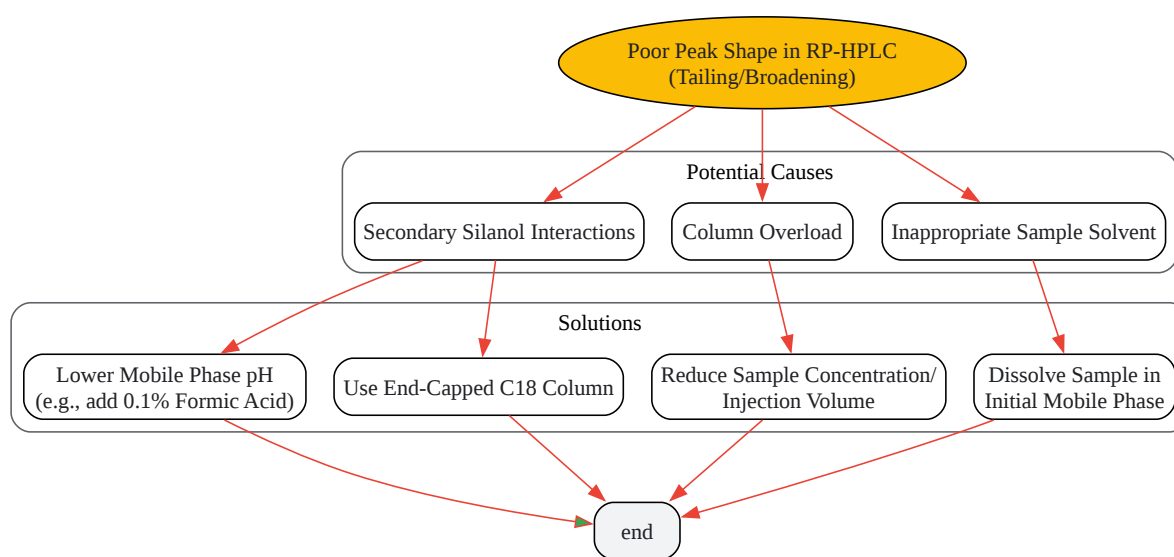 Poor Peak Shape in RP-HPLC
(Tailing/Broadening)
Potential Causes
Secondary Silanol Interactions
Column Overload
Inappropriate Sample Solvent
Solutions
Lower Mobile Phase pH
(e.g., add 0.1% Formic Acid)
Use End-Capped C18 Column
Reduce Sample Concentration/
Injection Volume
Dissolve Sample in
Initial Mobile Phase
end